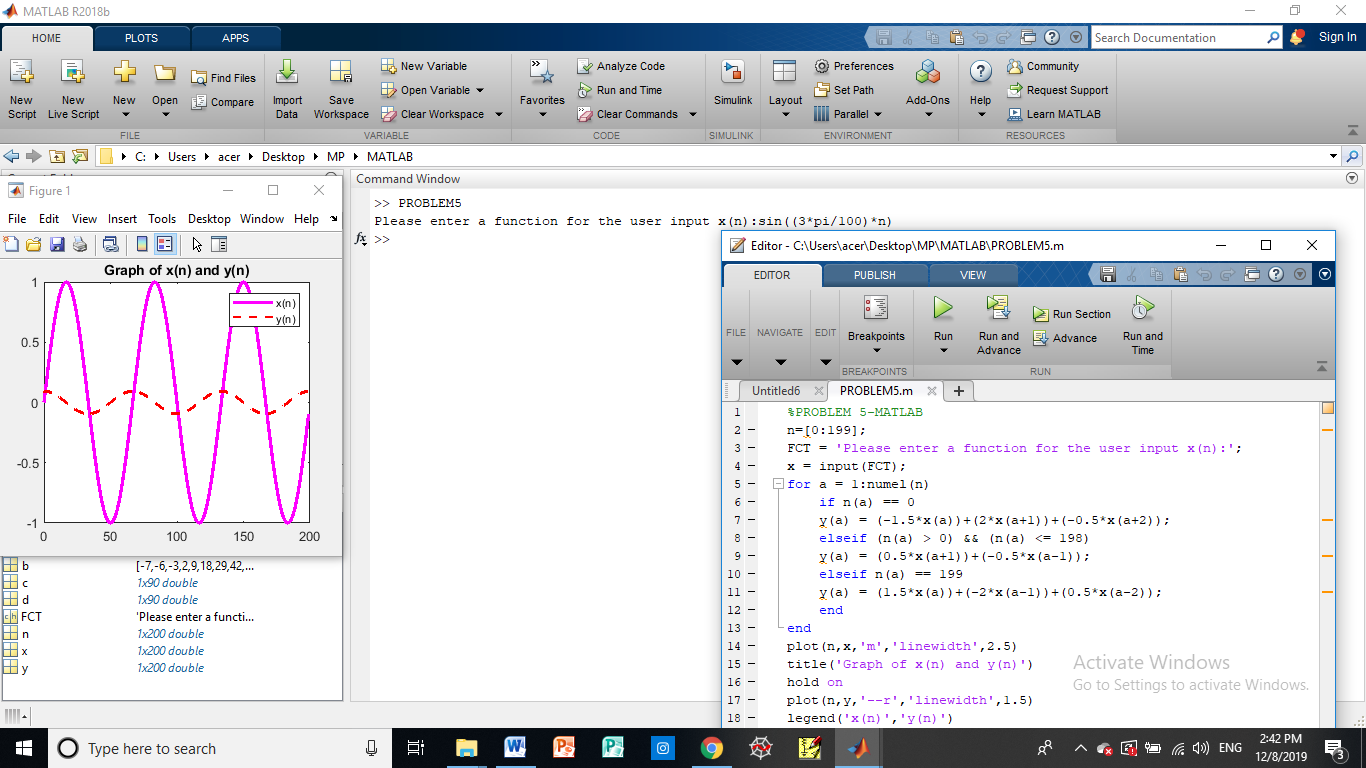 MATLAB R2018b
HOME PLOTS APPS
Search Documentation
Sign In
New Script
New Live Script
New
Open
Find Files
Compare
Import Data
Save Workspace
New Variable
Open Variable
Clear Workspace
Favorites
Analyze Code
Run and Time
Clear Commands
Simulink
Layout
Preferences
Set Path
Parallel
Add-Ons
Help
Community
Request Support
Learn MATLAB
FILE VARIABLE CODE SIMULINK ENVIRONMENT RESOURCES
C: Users acer Desktop MP MATLAB
Figure 1
File Edit View Insert Tools Desktop Window Help
Graph of x(n) and y(n)
x(n)
y(n)
1
0.5
0
-0.5
-1
0 50 100 150 200
b [-7,-6,-3,2,9,18,29,42,...
c 1x90 double
d 1x90 double
FCT 'Please enter a functi...
n 1x200 double
x 1x200 double
y 1x200 double
Command Window
>> PROBLEM5
Please enter a function for the user input x(n):sin((3*pi/100)*n)
fx >>
Editor - C:\Users\acer\Desktop\MP\MATLAB\PROBLEM5.m
EDITOR PUBLISH VIEW
FILE NAVIGATE EDIT
Breakpoints
Run
Run and Advance
Run Section
Advance
Run and Time
BREAKPOINTS RUN
Untitled6 PROBLEM5.m +
1 %PROBLEM 5-MATLAB
2 - n=[0:199];
3 - FCT = 'Please enter a function for the user input x(n):';
4 - x = input(FCT);
5 - for a = 1:numel(n)
6 - if n(a) == 0
7 - y(a) = (-1.5*x(a))+(2*x(a+1))+(-0.5*x(a+2));
8 - elseif (n(a) > 0) && (n(a) <= 198)
9 - y(a) = (0.5*x(a+1))+(-0.5*x(a-1));
10 - elseif n(a) == 199
11 - y(a) = (1.5*x(a))+(-2*x(a-1))+(0.5*x(a-2));
12 - end
13 - end
14 - plot(n,x,'m','linewidth',2.5)
15 - title('Graph of x(n) and y(n)')
16 - hold on
17 - plot(n,y,'--r','linewidth',1.5)
18 - legend('x(n)','y(n)')
Activate Windows
Go to Settings to activate Windows.
Type here to search
ENG
2:42 PM
12/8/2019
3